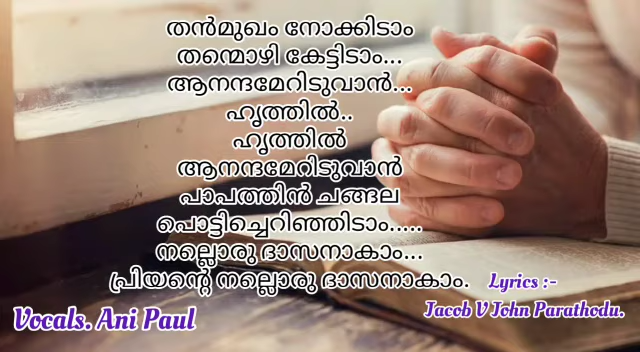 തൻമുഖം നോക്കിടാം
തന്മൊഴി കേട്ടിടാം...
ആനന്ദമേറിടുവാൻ...
ഹൃത്തിൽ..
ഹൃത്തിൽ
ആനന്ദമേറിടുവാൻ
പാപത്തിൻ ചങ്ങല
പൊട്ടിച്ചെറിഞ്ഞിടാം.....
നല്ലൊരു ദാസനാകാം...
പ്രിയന്റെ നല്ലൊരു ദാസനാകാം.
Lyrics :-
Jacob V John Parathodu.
Vocals. Ani Paul